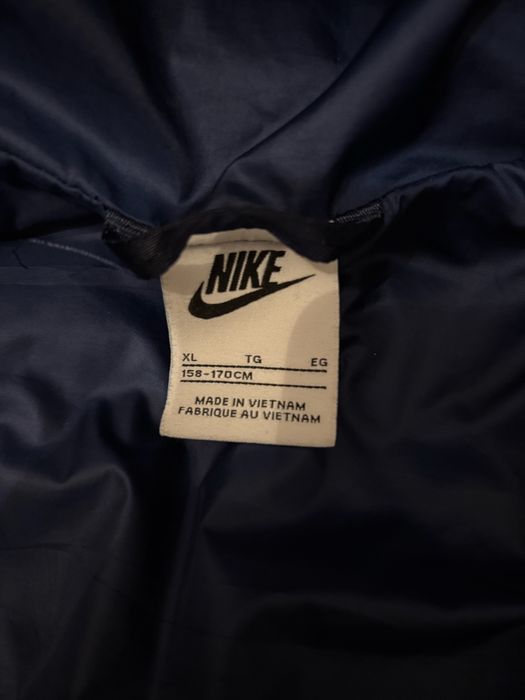 NIKE
XL TG EG
158-170CM
MADE IN VIETNAM
FABRIQUE AU VIETNAM